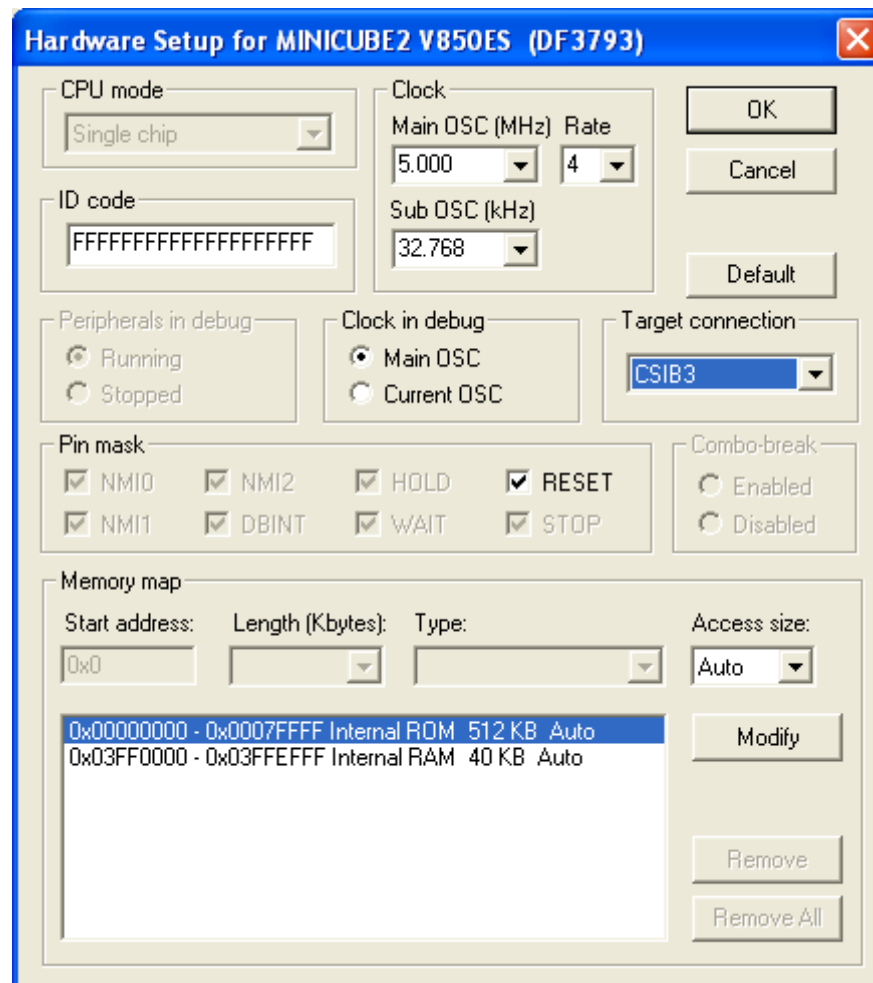 Hardware Setup for MINICUBE2 V850ES (DF3793)
CPU mode
Single chip
Clock
Main OSC (MHz) Rate
5.000 4
Sub OSC (kHz)
32.768
OK
Cancel
Default
ID code
FFFFFFFFFFFFFFFFFFFF
Peripherals in debug
Running
Stopped
Clock in debug
Main OSC
Current OSC
Target connection
CSIB3
Pin mask
NMI0 NMI2 HOLD RESET
NMI1 DBINT WAIT STOP
Combo-break
Enabled
Disabled
Memory map
Start address: Length (Kbytes): Type: Access size:
0x0 Auto
0x00000000 - 0x0007FFFF Internal ROM 512 KB Auto
0x03FF0000 - 0x03FFEFFF Internal RAM 40 KB Auto
Modify
Remove
Remove All